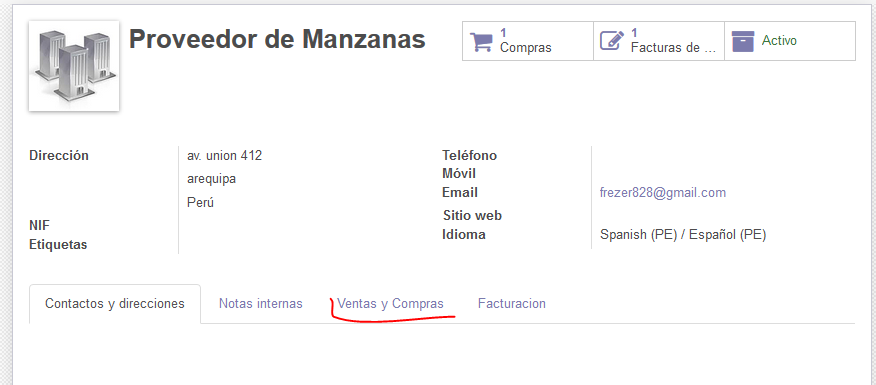 Proveedor de Manzanas
1
Compras
1
Facturas de ...
Activo
Dirección
av. union 412
arequipa
Perú
NIF
Etiquetas
Teléfono
Móvil
Email
frezer828@gmail.com
Sitio web
Idioma
Spanish (PE) / Español (PE)
Contactos y direcciones
Notas internas
Ventas y Compras
Facturacion